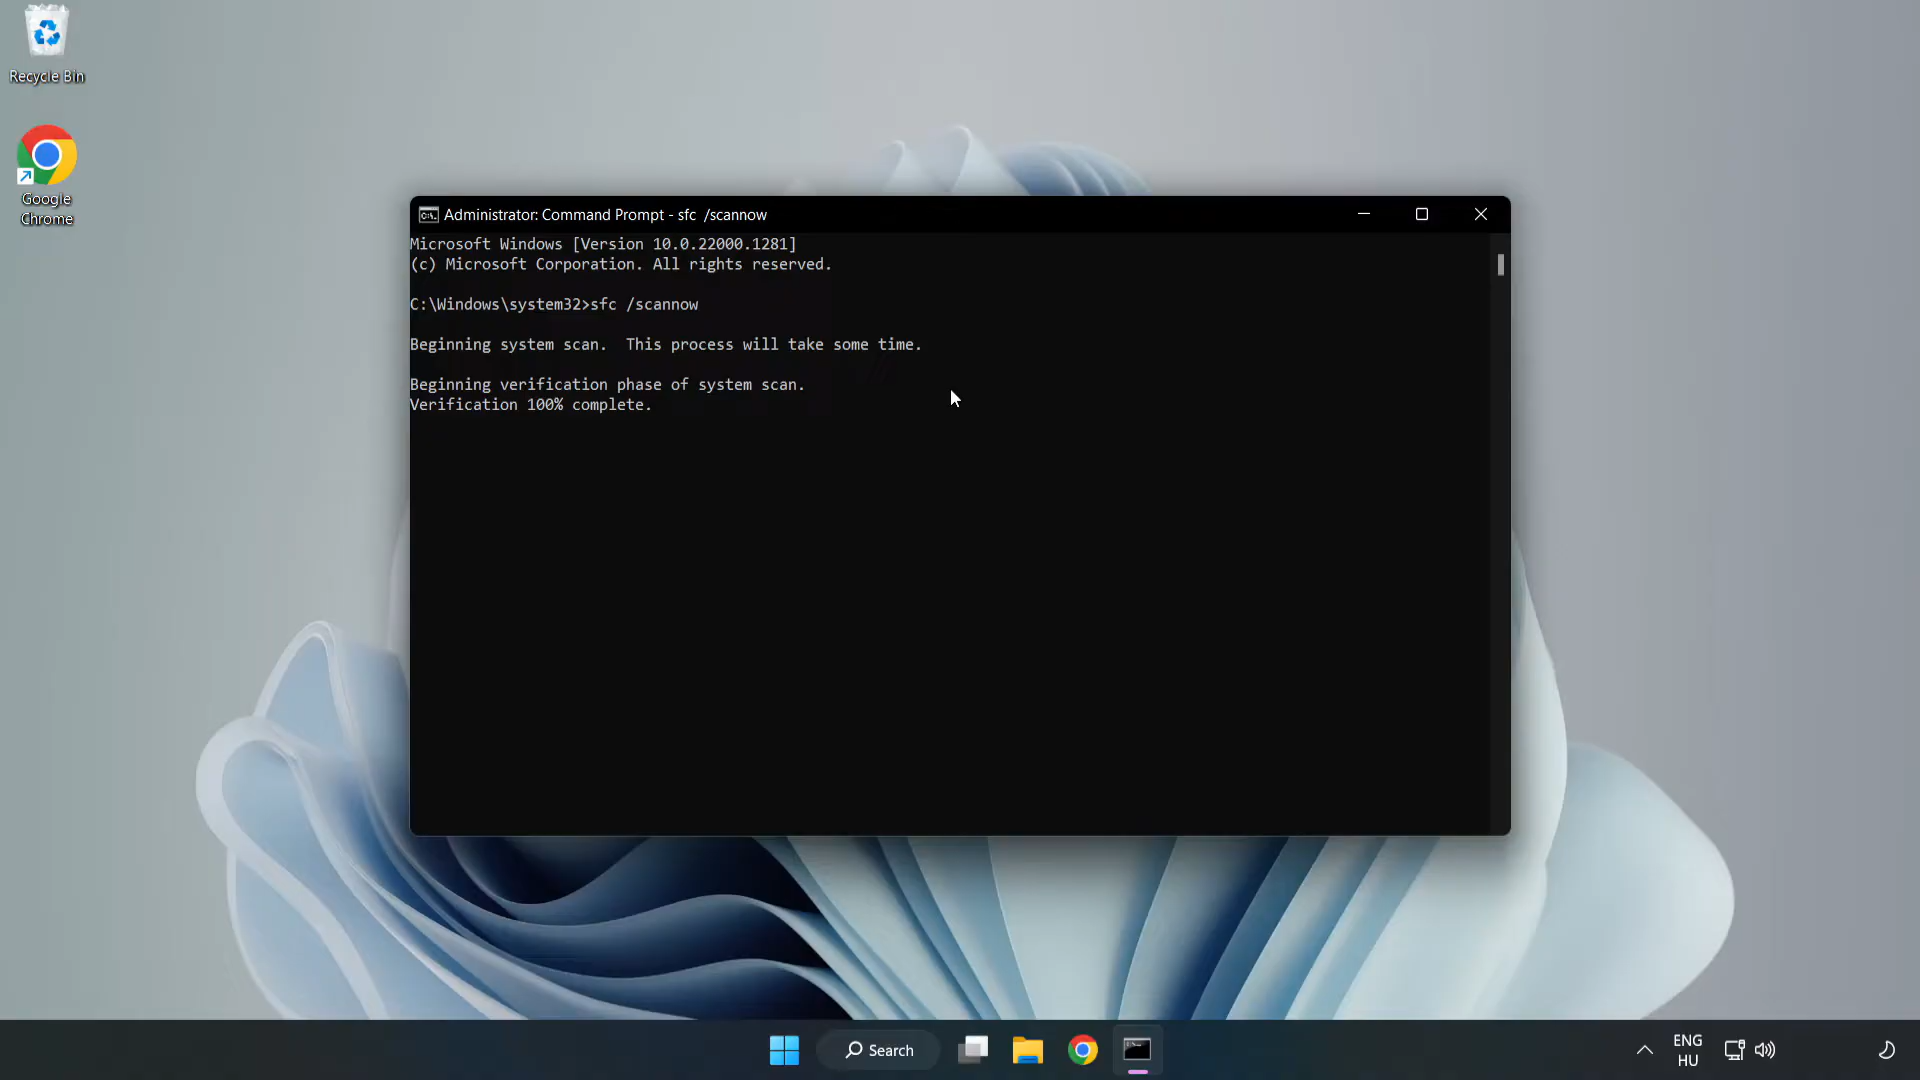 Recycle Bin
Google
Chrome
Administrator: Command Prompt - sfc  /scannow
Microsoft Windows [Version 10.0.22000.1281]
(c) Microsoft Corporation. All rights reserved.
C:\Windows\system32>sfc /scannow
Beginning system scan.  This process will take some time.
Beginning verification phase of system scan.
Verification 100% complete.
Search
ENG
HU